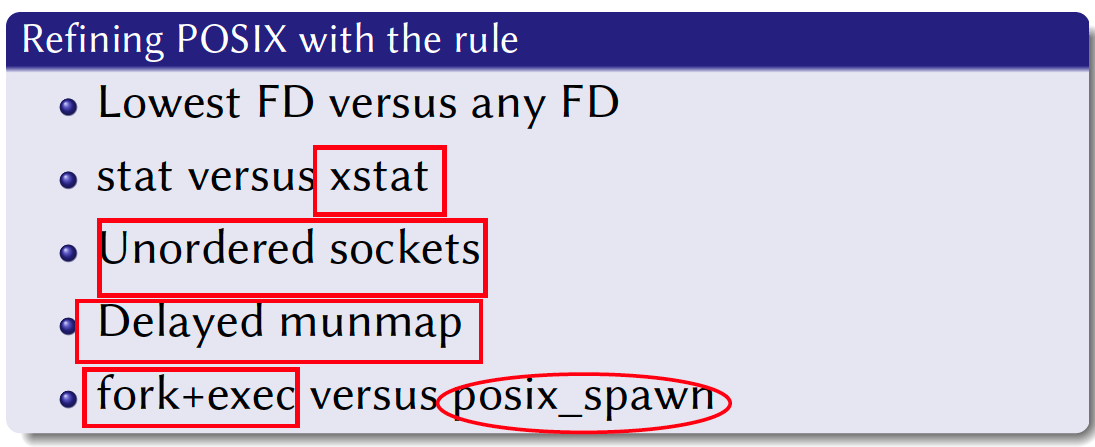 Refining POSIX with the rule
Lowest FD versus any FD
stat versus xstat
Unordered sockets
Delayed munmap
fork+exec versus posix_spawn